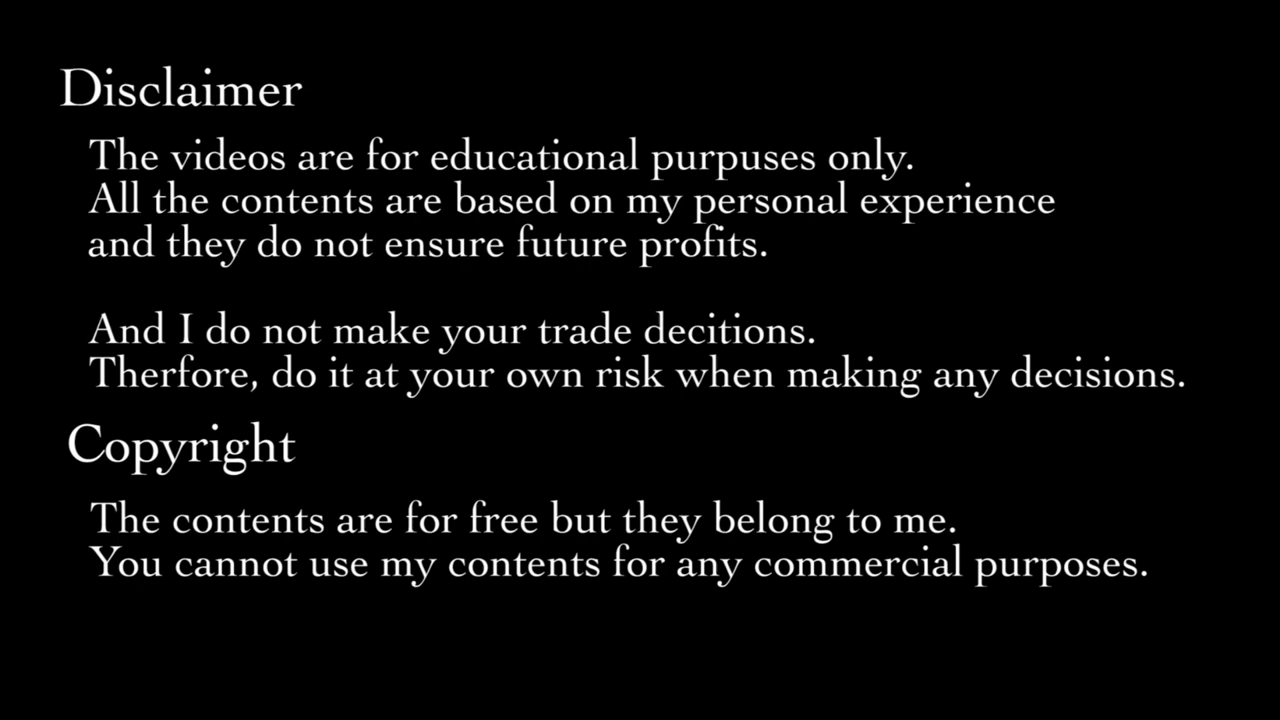 Disclaimer
The videos are for educational purpuses only.
All the contents are based on my personal experience
and they do not ensure future profits.
And I do not make your trade decitions.
Therfore, do it at your own risk when making any decisions.
Copyright
The contents are for free but they belong to me.
You cannot use my contents for any commercial purposes.